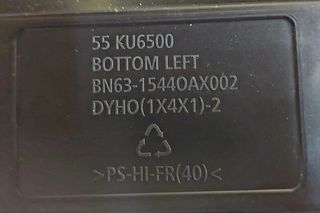 55 KU6500
BOTTOM LEFT
BN63-15440AX002
DYHO(1X4X1)-2
>PS-HI-FR(40)<